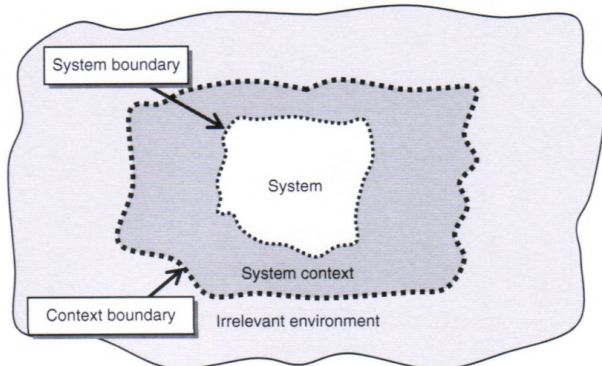 System boundary
System
System context
Context boundary
Irrelevant environment